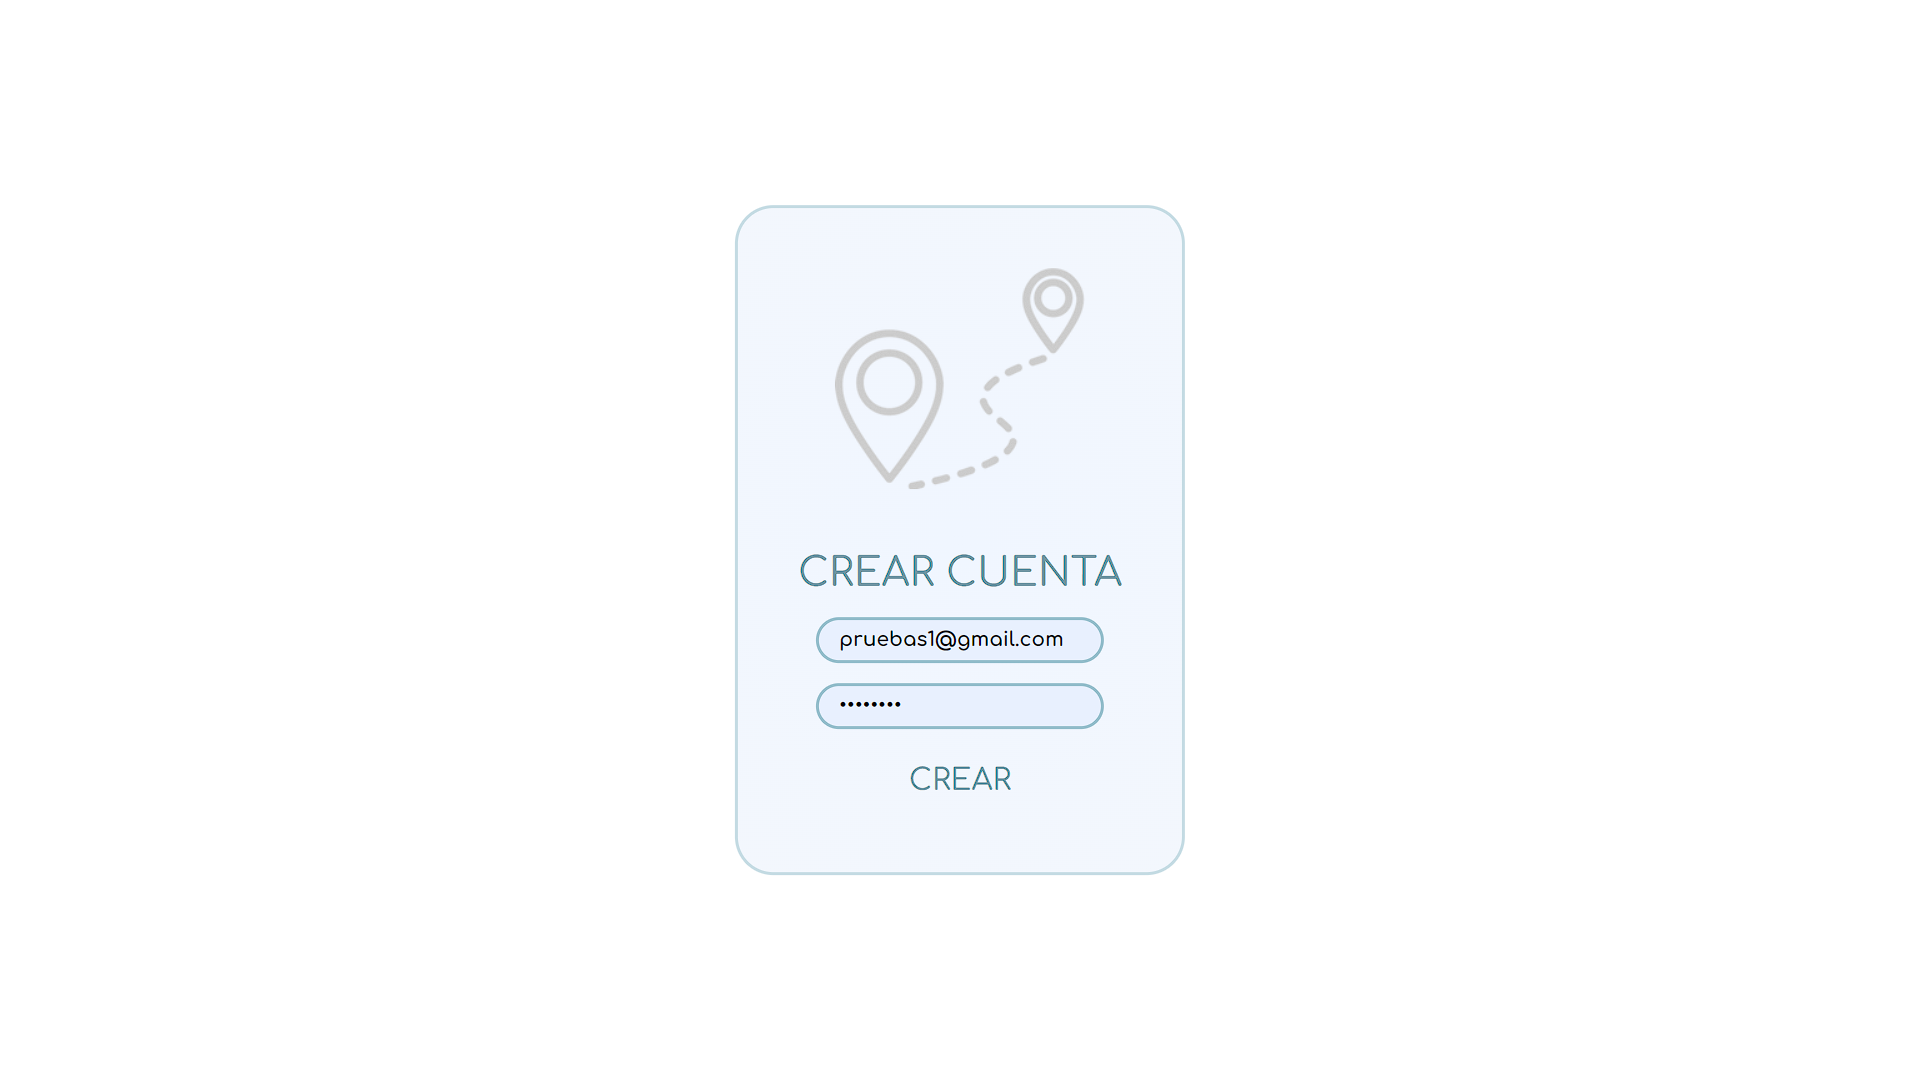 CREAR CUENTA
pruebas1@gmail.com
••••••••
CREAR